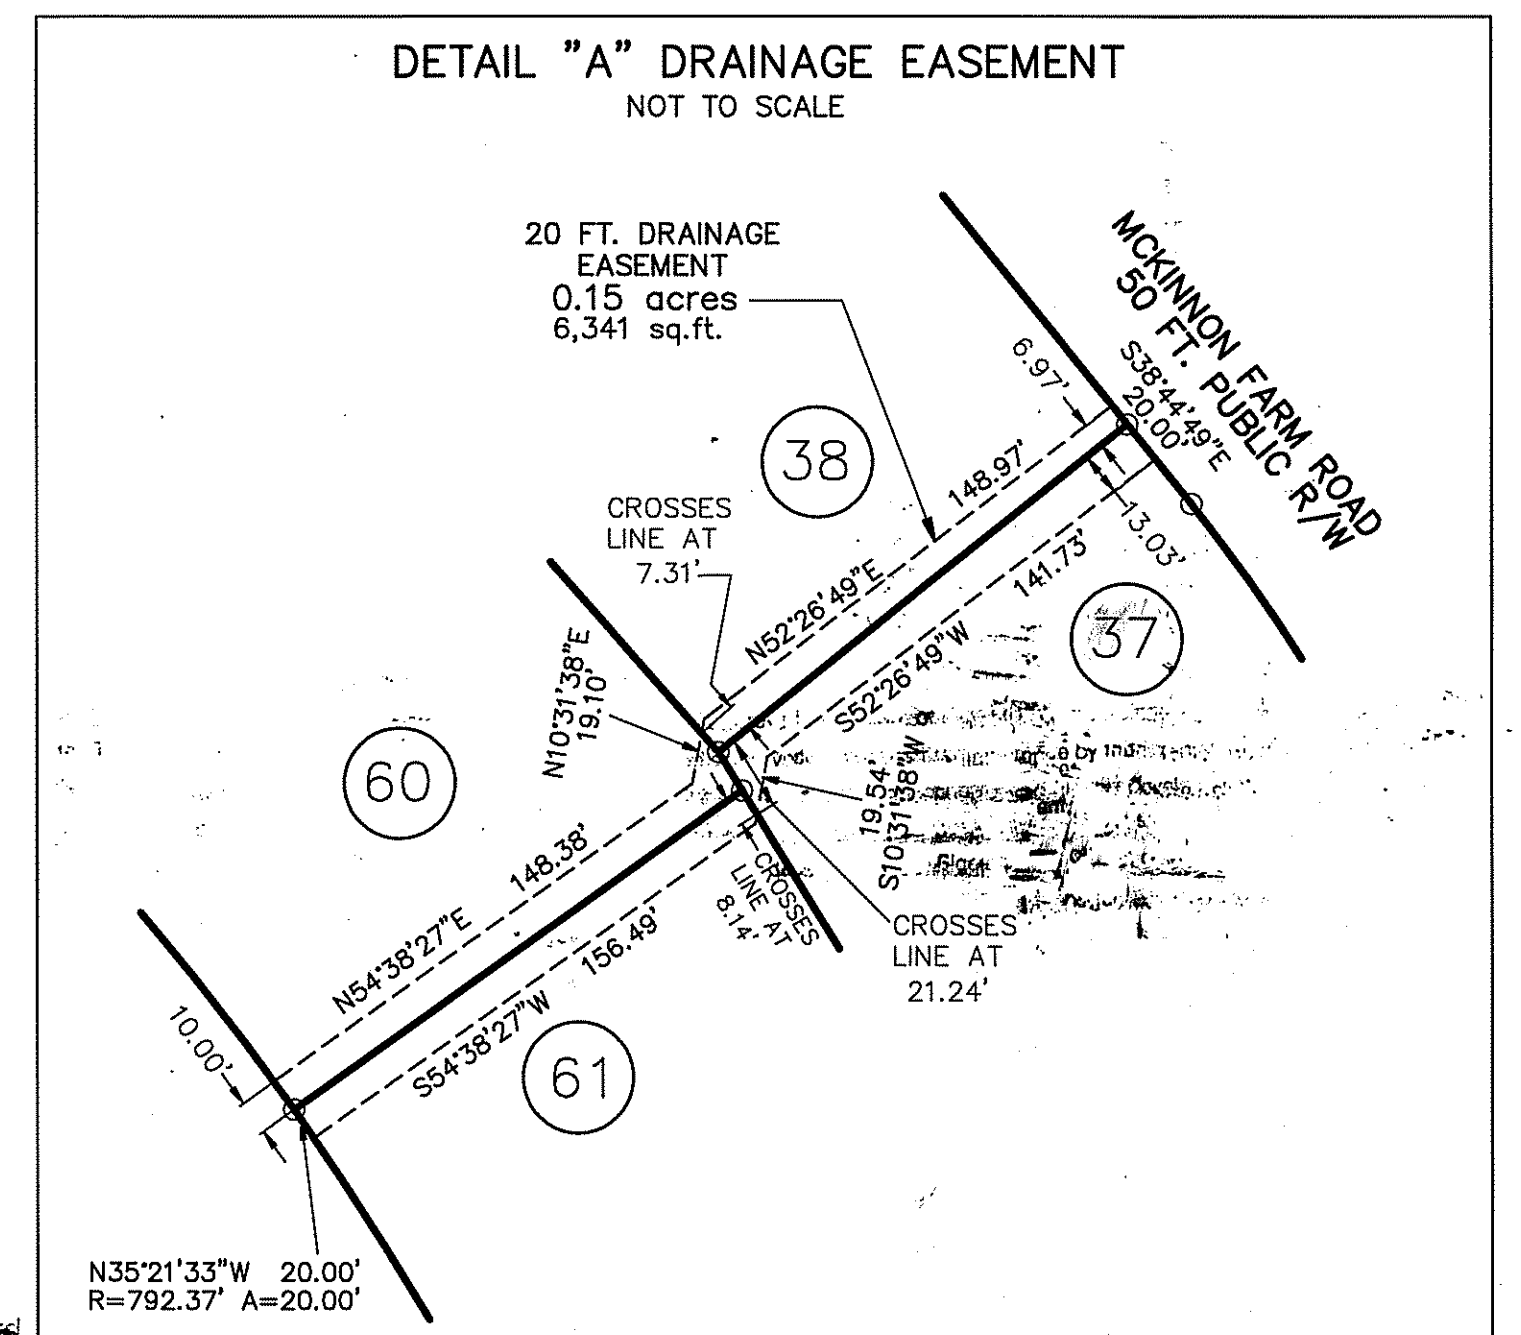 DETAIL "A" DRAINAGE EASEMENT
NOT TO SCALE
20 FT. DRAINAGE
EASEMENT
0.15 acres
6,341 sq.ft.
MCKINNON FARM ROAD
50 FT. PUBLIC R/W
S38°44'49"E
20.00'
6.97'
38
148.97'
CROSSES
LINE AT
7.31'
13.03'
141.73'
N52°26'49"E
37
S52°26'49"W
N10°31'38"E
19.10'
60
19.54'
S10°31'38"W
148.38'
CROSSES
LINE AT
8.14'
CROSSES
LINE AT
21.24'
N54°38'27"E
156.49'
10.00'
S54°38'27"W
61
N35°21'33"W 20.00'
R=792.37' A=20.00'